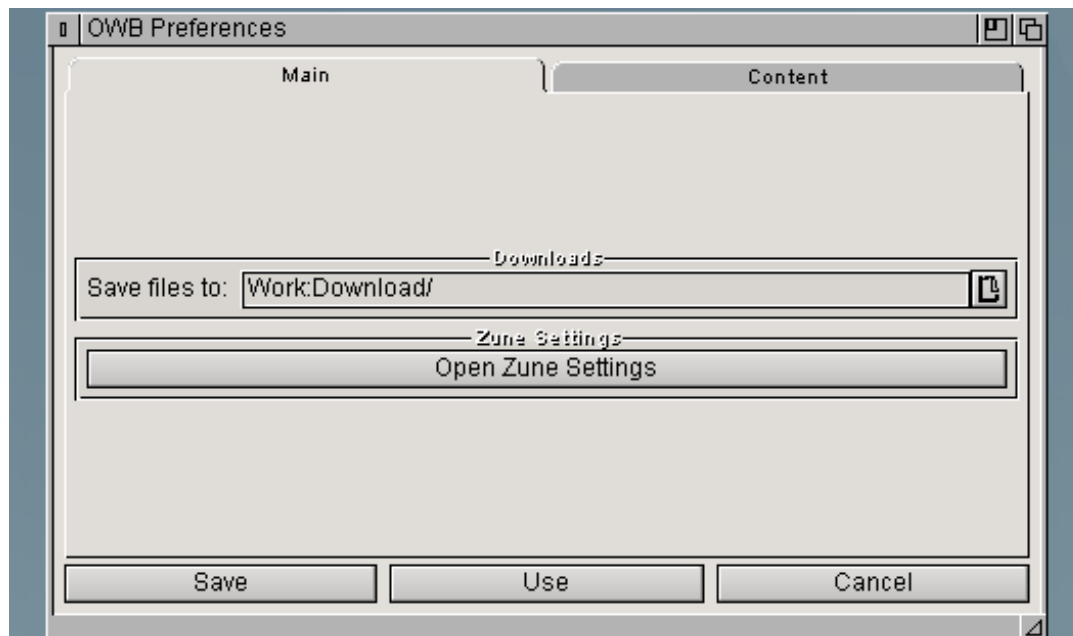 OWB Preferences
Main Content
Downloads
Save files to: Work:Download/
Zune Settings
Open Zune Settings
Save Use Cancel